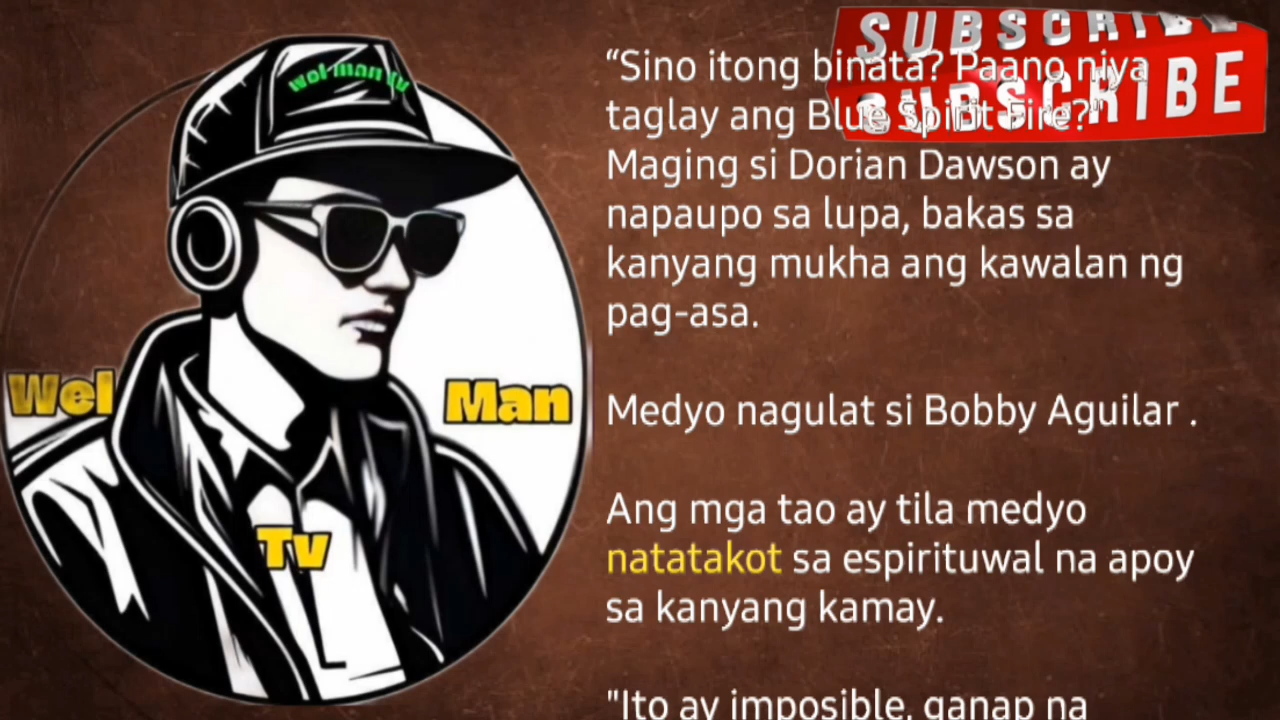 wel man tv
Wel
Man
Tv
SUBSCRIBE
SUBSCRIBE
“Sino itong binata? Paano niya
taglay ang Blue Spirit Fire?"
Maging si Dorian Dawson ay
napaupo sa lupa, bakas sa
kanyang mukha ang kawalan ng
pag-asa.
Medyo nagulat si Bobby Aguilar .
Ang mga tao ay tila medyo
natatakot sa espirituwal na apoy
sa kanyang kamay.
"Ito ay imposible, ganap na